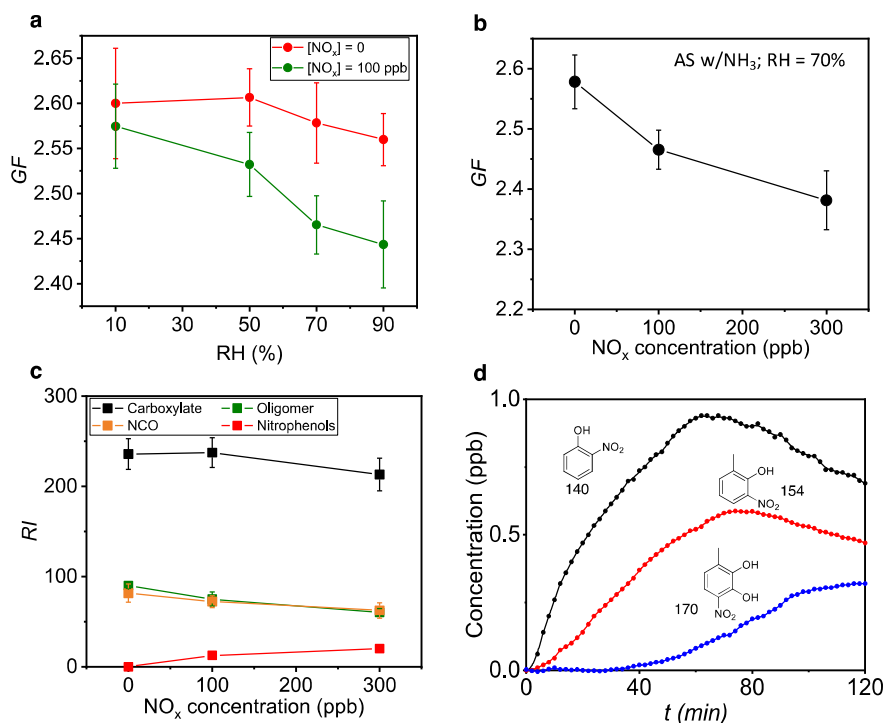 a
[NOx] = 0
[NOx] = 100 ppb
GF
2.65
2.60
2.55
2.50
2.45
2.40
10 30 50 70 90
RH (%)
b
AS w/NH3; RH = 70%
GF
2.6
2.5
2.4
2.3
2.2
0 100 200 300
NOx concentration (ppb)
c
Carboxylate Oligomer
NCO Nitrophenols
RI
300
200
100
0
0 100 200 300
NOx concentration (ppb)
d
Concentration (ppb)
1.0
0.5
0.0
OH
NO2
140
OH
NO2
154
OH
OH
NO2
170
0 40 80 120
t (min)